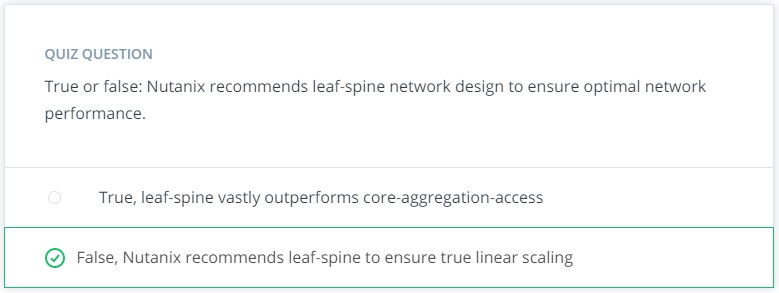 QUIZ QUESTION
True or false: Nutanix recommends leaf-spine network design to ensure optimal network
performance.
True, leaf-spine vastly outperforms core-aggregation-access
False, Nutanix recommends leaf-spine to ensure true linear scaling